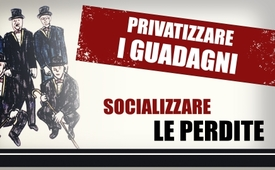 PRIVATIZZARE
I GUADAGNI
SOCIALIZZARE
LE PERDITE